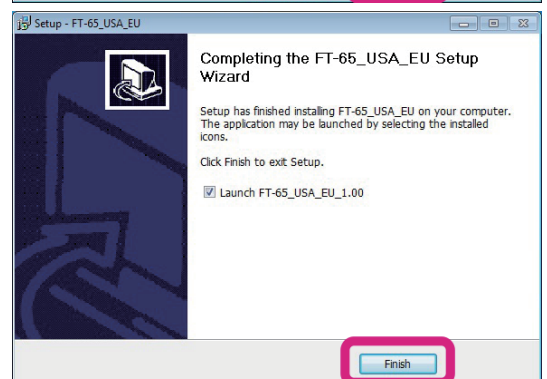 Setup - FT-65_USA_EU
Completing the FT-65_USA_EU Setup
Wizard
Setup has finished installing FT-65_USA_EU on your computer.
The application may be launched by selecting the installed
icons.
Click Finish to exit Setup.
Launch FT-65_USA_EU_1.00
Finish